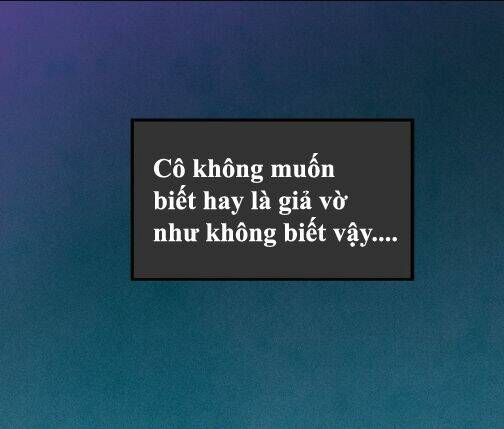 Cô không muốn
biết hay là giả vờ
như không biết vậy....